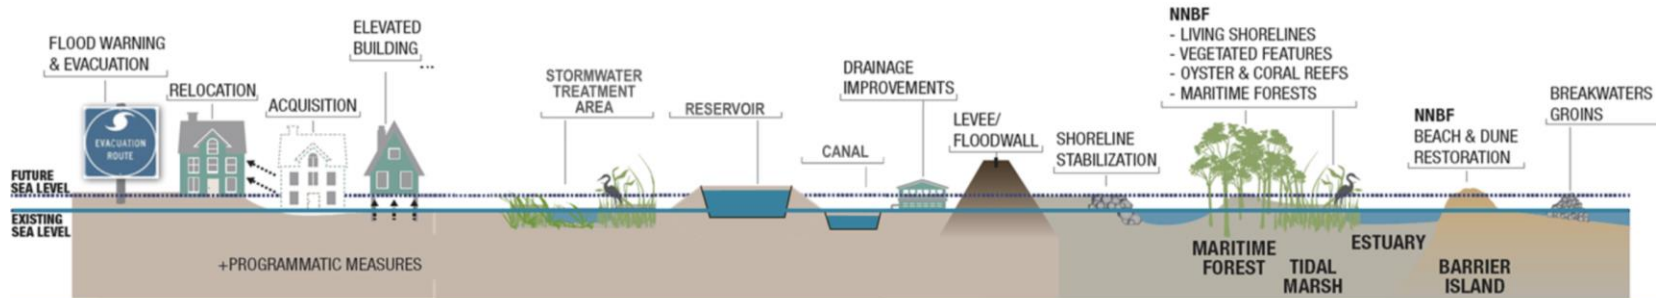 FLOOD WARNING
& EVACUATION
RELOCATION
ACQUISITION
ELEVATED
BUILDING
EVACUATION
ROUTE
STORMWATER
TREATMENT
AREA
RESERVOIR
CANAL
DRAINAGE
IMPROVEMENTS
LEVEE/
FLOODWALL
SHORELINE
STABILIZATION
NNBF
- LIVING SHORELINES
- VEGETATED FEATURES
- OYSTER & CORAL REEFS
- MARITIME FORESTS
NNBF
BEACH & DUNE
RESTORATION
BREAKWATERS
GROINS
FUTURE
SEA LEVEL
EXISTING
SEA LEVEL
+PROGRAMMATIC MEASURES
MARITIME
FOREST
TIDAL
MARSH
ESTUARY
BARRIER
ISLAND